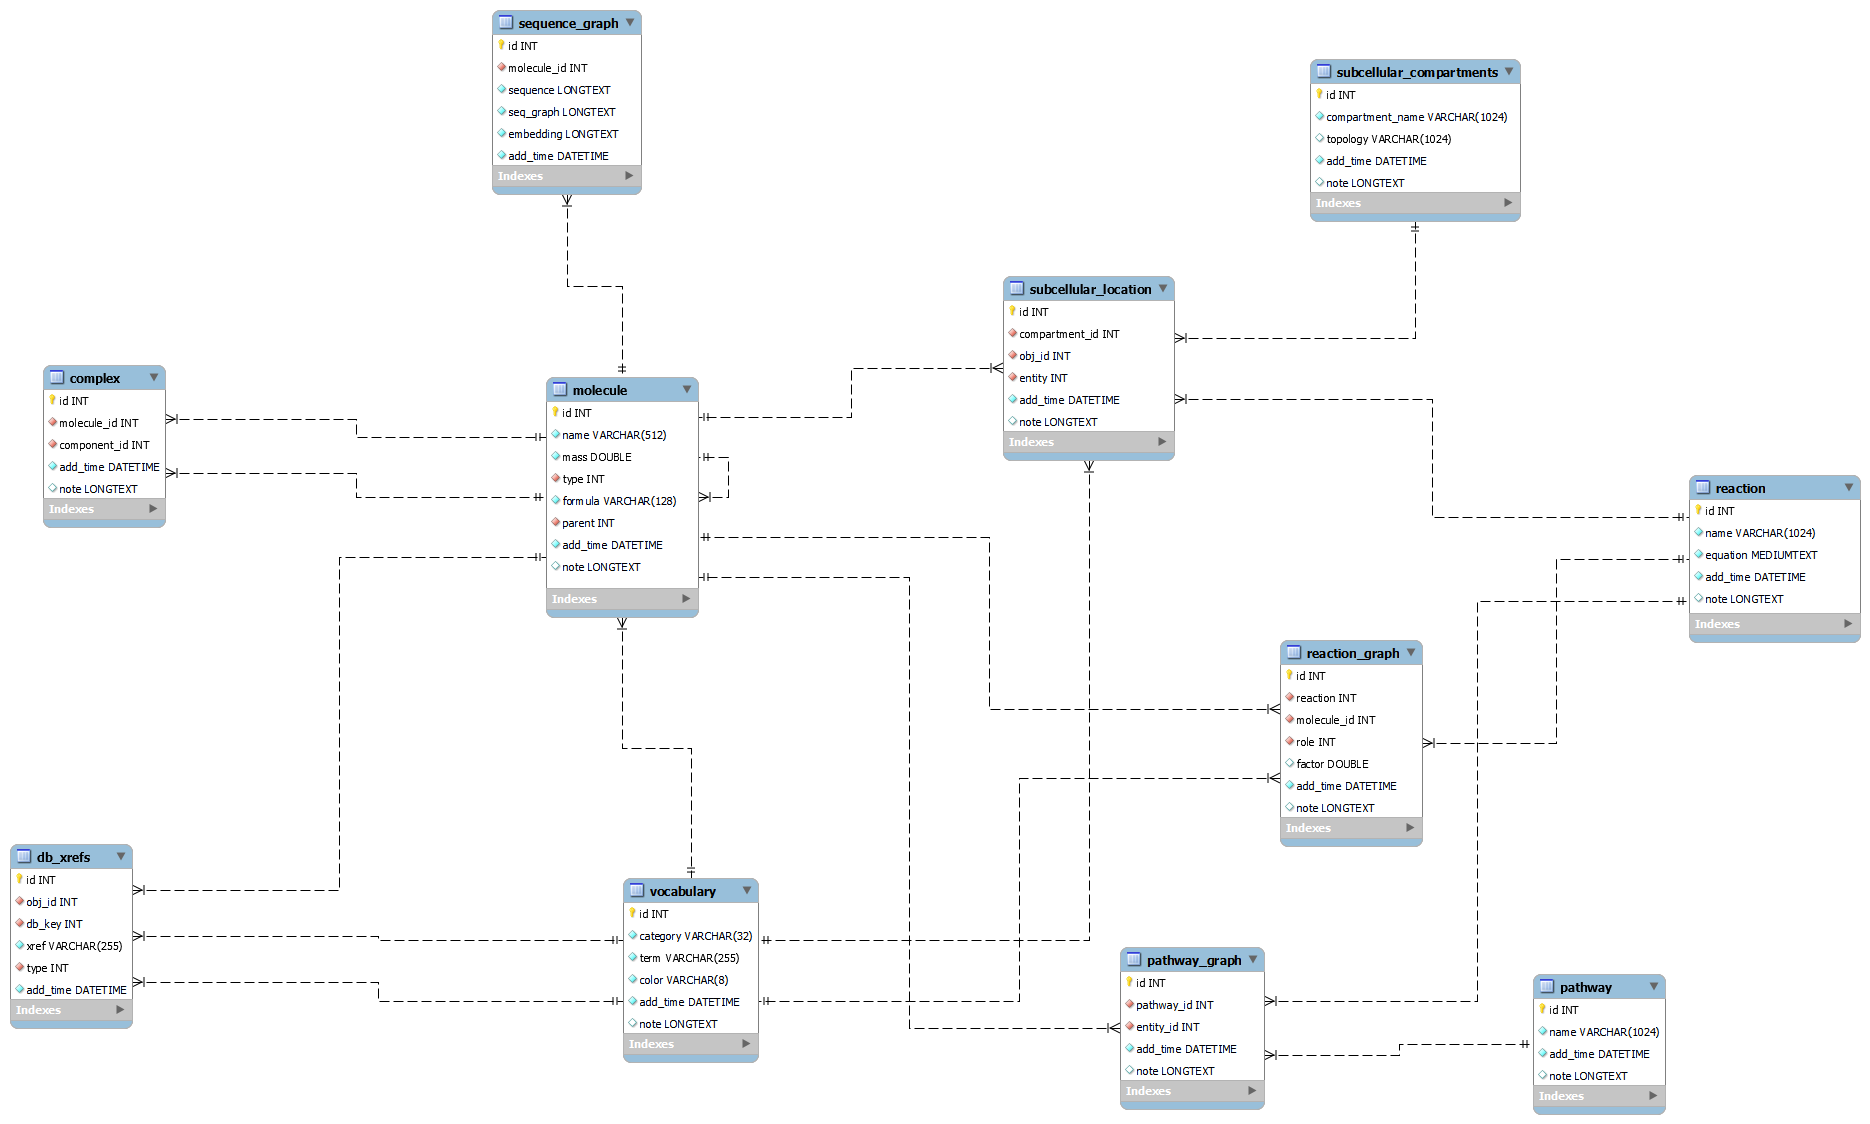 sequence_graph
id INT
molecule_id INT
sequence LONGTEXT
seq_graph LONGTEXT
embedding LONGTEXT
add_time DATETIME
Indexes
subcellular_compartments
id INT
compartment_name VARCHAR(1024)
topology VARCHAR(1024)
add_time DATETIME
note LONGTEXT
Indexes
subcellular_location
id INT
compartment_id INT
obj_id INT
entity INT
add_time DATETIME
note LONGTEXT
Indexes
complex
id INT
molecule_id INT
component_id INT
add_time DATETIME
note LONGTEXT
Indexes
molecule
id INT
name VARCHAR(512)
mass DOUBLE
type INT
formula VARCHAR(128)
parent INT
add_time DATETIME
note LONGTEXT
Indexes
reaction
id INT
name VARCHAR(1024)
equation MEDIUMTEXT
add_time DATETIME
note LONGTEXT
Indexes
reaction_graph
id INT
reaction INT
molecule_id INT
role INT
factor DOUBLE
add_time DATETIME
note LONGTEXT
Indexes
db_xrefs
id INT
obj_id INT
db_key INT
xref VARCHAR(255)
type INT
add_time DATETIME
Indexes
vocabulary
id INT
category VARCHAR(32)
term VARCHAR(255)
color VARCHAR(8)
add_time DATETIME
note LONGTEXT
Indexes
pathway_graph
id INT
pathway_id INT
entity_id INT
add_time DATETIME
note LONGTEXT
Indexes
pathway
id INT
name VARCHAR(1024)
add_time DATETIME
note LONGTEXT
Indexes